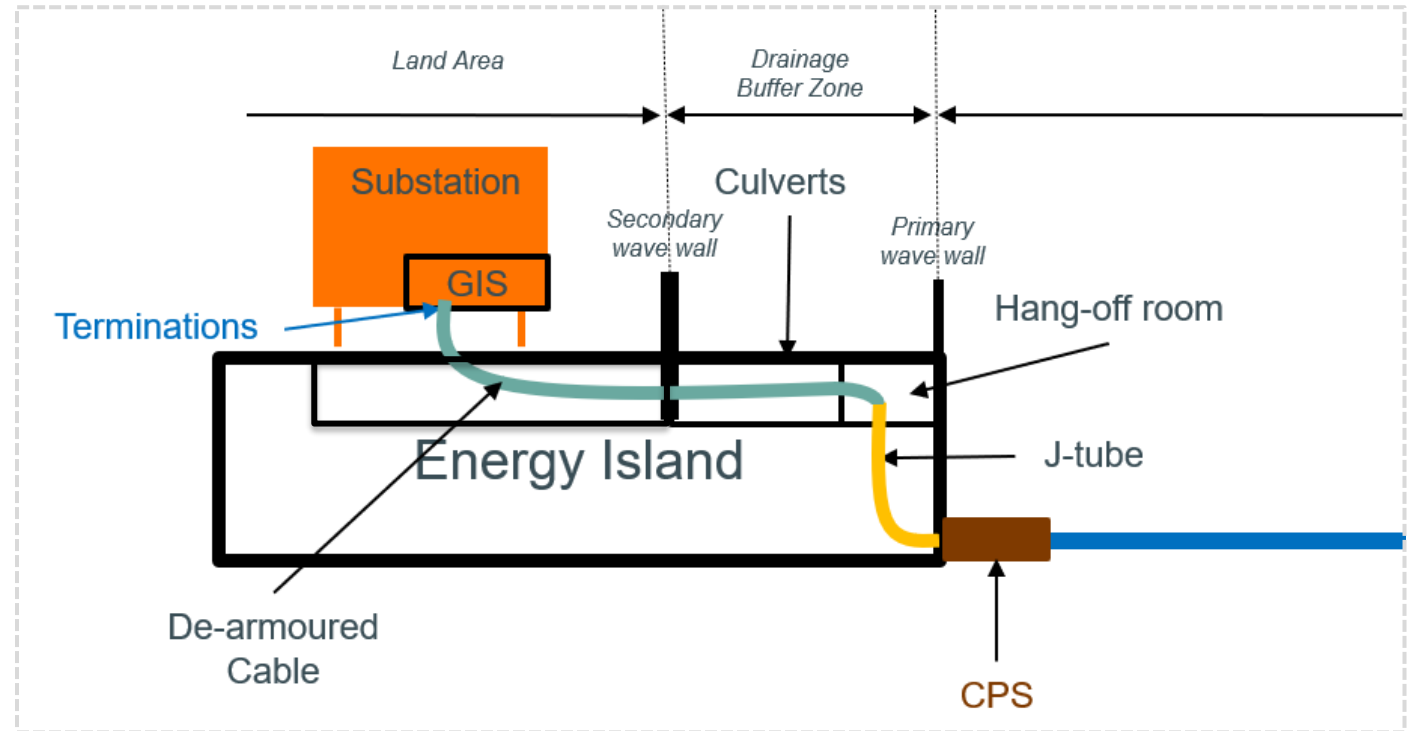 Land Area
Drainage
Buffer Zone
Substation
Culverts
Secondary
wave wall
Primary
wave wall
GIS
Hang-off room
Terminations
Energy Island
J-tube
De-armoured
Cable
CPS